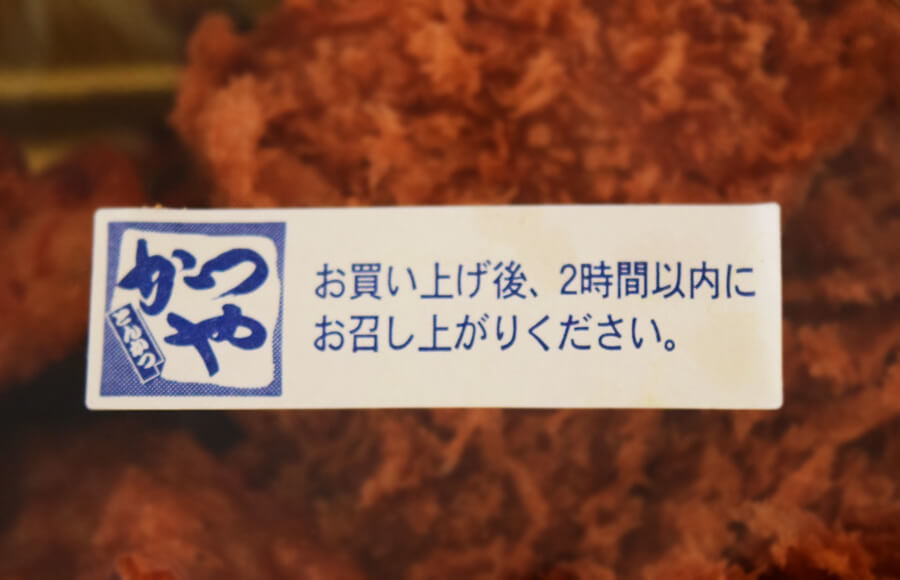 かつや
とんかつ
お買い上げ後、2時間以内に
お召し上がりください。